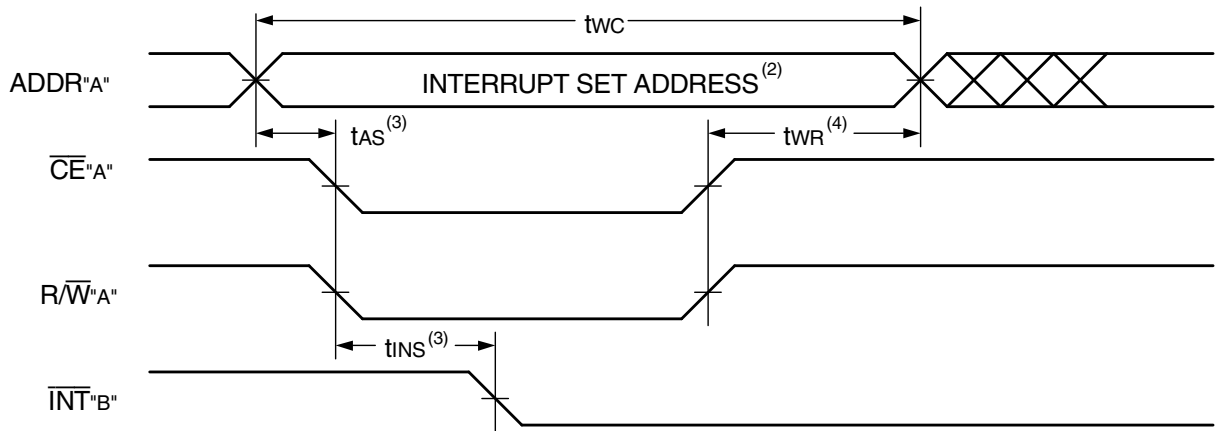 tWC
ADDR"A"
INTERRUPT SET ADDRESS(2)
tAS(3)
tWR(4)
CE"A"
R/W"A"
tINS(3)
INT"B"